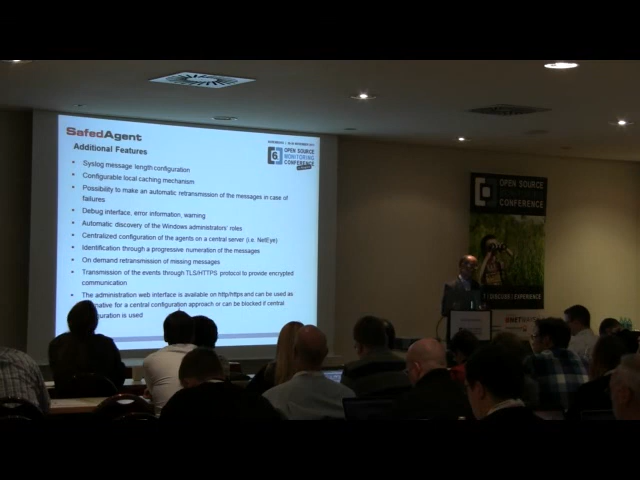 SafedAgent
Additional Features
6.
OPEN SOURCE
MONITORING
CONFERENCE
Syslog message length configuration
Configurable local caching mechanism
Possibility to make an automatic retransmission of the messages in case of
failures
Debug interface, error information, warning
Automatic discovery of the Windows administrators' roles
Centralized configuration of the agents on a central server (i.e. NetEye)
Identification through a progressive numeration of the messages
On demand retransmission of missing messages
Transmission of the events through TLS/HTTPS protocol to provide encrypted
communication
The administration web interface is available on http/https and can be used as
for a central configuration approach or can be blocked if central
is used
OPEN SOURCE
CONFERENCE
| DISCUSS | EXPERIENCE